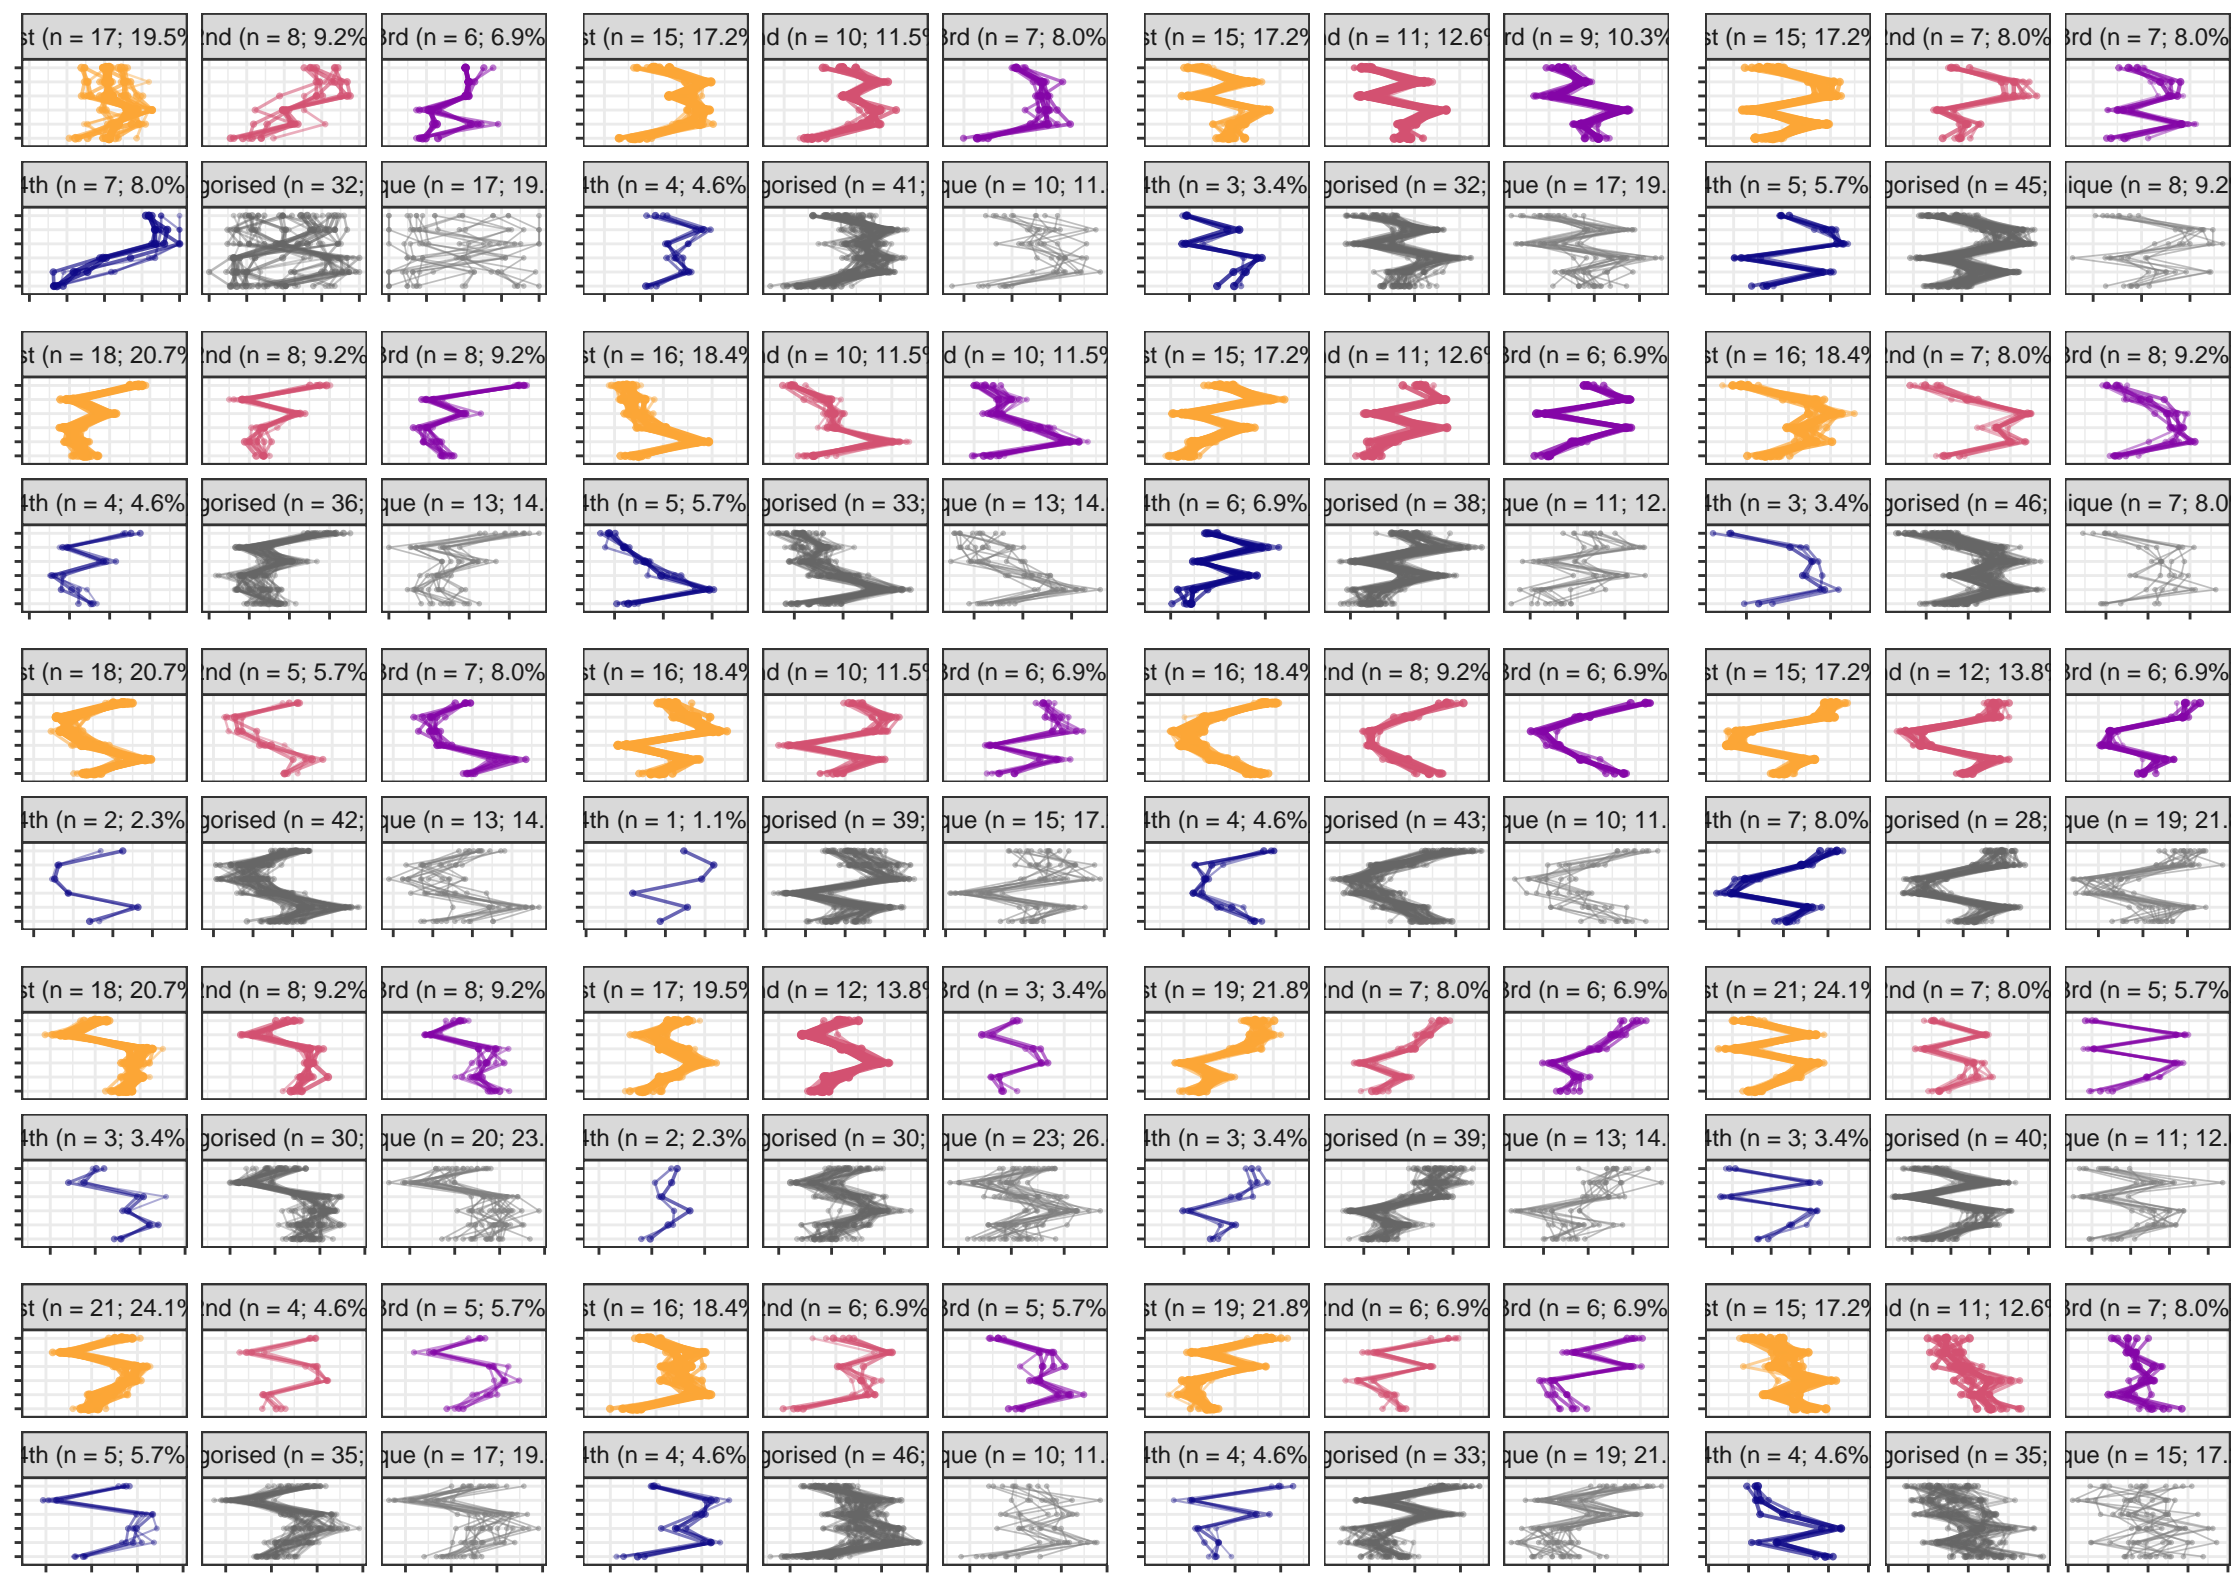 st (n = 17; 19.5% 2nd (n = 8; 9.2% 3rd (n = 6; 6.9% st (n = 15; 17.2% nd (n = 10; 11.5% 3rd (n = 7; 8.0% st (n = 15; 17.2% nd (n = 11; 12.6% rd (n = 9; 10.3% st (n = 15; 17.2% 2nd (n = 7; 8.0% 3rd (n = 7; 8.0%
4th (n = 7; 8.0% gorised (n = 32; que (n = 17; 19. 4th (n = 4; 4.6% gorised (n = 41; que (n = 10; 11. 4th (n = 3; 3.4% gorised (n = 32; que (n = 17; 19. 4th (n = 5; 5.7% gorised (n = 45; ique (n = 8; 9.2
st (n = 18; 20.7% 2nd (n = 8; 9.2% 3rd (n = 8; 9.2% st (n = 16; 18.4% nd (n = 10; 11.5% d (n = 10; 11.5% st (n = 15; 17.2% nd (n = 11; 12.6% 3rd (n = 6; 6.9% st (n = 16; 18.4% 2nd (n = 7; 8.0% 3rd (n = 8; 9.2%
4th (n = 4; 4.6% gorised (n = 36; que (n = 13; 14. 4th (n = 5; 5.7% gorised (n = 33; que (n = 13; 14. 4th (n = 6; 6.9% gorised (n = 38; que (n = 11; 12. 4th (n = 3; 3.4% gorised (n = 46; ique (n = 7; 8.0
st (n = 18; 20.7% 2nd (n = 5; 5.7% 3rd (n = 7; 8.0% st (n = 16; 18.4% nd (n = 10; 11.5% 3rd (n = 6; 6.9% st (n = 16; 18.4% 2nd (n = 8; 9.2% 3rd (n = 6; 6.9% st (n = 15; 17.2% nd (n = 12; 13.8% 3rd (n = 6; 6.9%
4th (n = 2; 2.3% gorised (n = 42; que (n = 13; 14. 4th (n = 1; 1.1% gorised (n = 39; que (n = 15; 17. 4th (n = 4; 4.6% gorised (n = 43; que (n = 10; 11. 4th (n = 7; 8.0% gorised (n = 28; que (n = 19; 21.
st (n = 18; 20.7% 2nd (n = 8; 9.2% 3rd (n = 8; 9.2% st (n = 17; 19.5% nd (n = 12; 13.8% 3rd (n = 3; 3.4% st (n = 19; 21.8% 2nd (n = 7; 8.0% 3rd (n = 6; 6.9% st (n = 21; 24.1% 2nd (n = 7; 8.0% 3rd (n = 5; 5.7%
4th (n = 3; 3.4% gorised (n = 30; que (n = 20; 23. 4th (n = 2; 2.3% gorised (n = 30; que (n = 23; 26. 4th (n = 3; 3.4% gorised (n = 39; que (n = 13; 14. 4th (n = 3; 3.4% gorised (n = 40; que (n = 11; 12.
st (n = 21; 24.1% 2nd (n = 4; 4.6% 3rd (n = 5; 5.7% st (n = 16; 18.4% 2nd (n = 6; 6.9% 3rd (n = 5; 5.7% st (n = 19; 21.8% 2nd (n = 6; 6.9% 3rd (n = 6; 6.9% st (n = 15; 17.2% nd (n = 11; 12.6% 3rd (n = 7; 8.0%
4th (n = 5; 5.7% gorised (n = 35; que (n = 17; 19. 4th (n = 4; 4.6% gorised (n = 46; que (n = 10; 11. 4th (n = 4; 4.6% gorised (n = 33; que (n = 19; 21. 4th (n = 4; 4.6% gorised (n = 35; que (n = 15; 17.